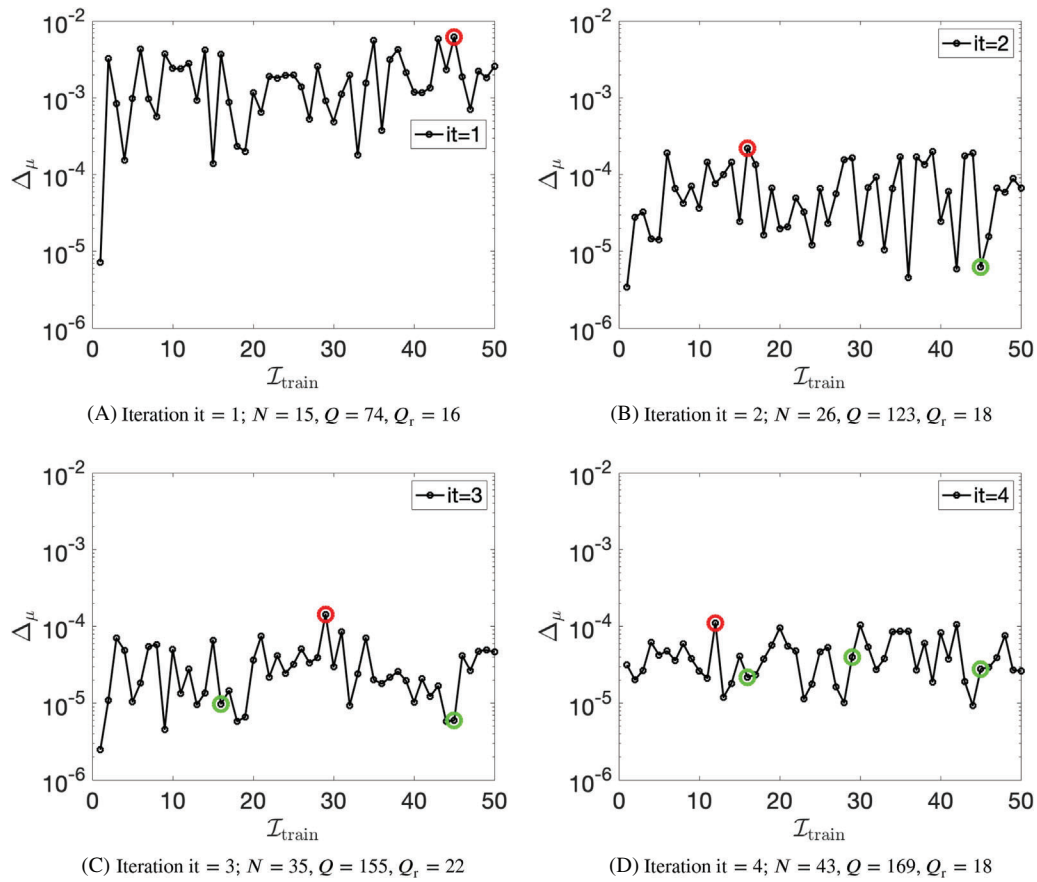 10⁻²
10⁻³
10⁻⁴
10⁻⁵
10⁻⁶
Δ_μ
it=1
0 10 20 30 40 50
ℐ_train
(A) Iteration it = 1; N = 15, Q = 74, Q_r = 16
10⁻²
10⁻³
10⁻⁴
10⁻⁵
10⁻⁶
Δ_μ
it=2
0 10 20 30 40 50
ℐ_train
(B) Iteration it = 2; N = 26, Q = 123, Q_r = 18
10⁻²
10⁻³
10⁻⁴
10⁻⁵
10⁻⁶
Δ_μ
it=3
0 10 20 30 40 50
ℐ_train
(C) Iteration it = 3; N = 35, Q = 155, Q_r = 22
10⁻²
10⁻³
10⁻⁴
10⁻⁵
10⁻⁶
Δ_μ
it=4
0 10 20 30 40 50
ℐ_train
(D) Iteration it = 4; N = 43, Q = 169, Q_r = 18